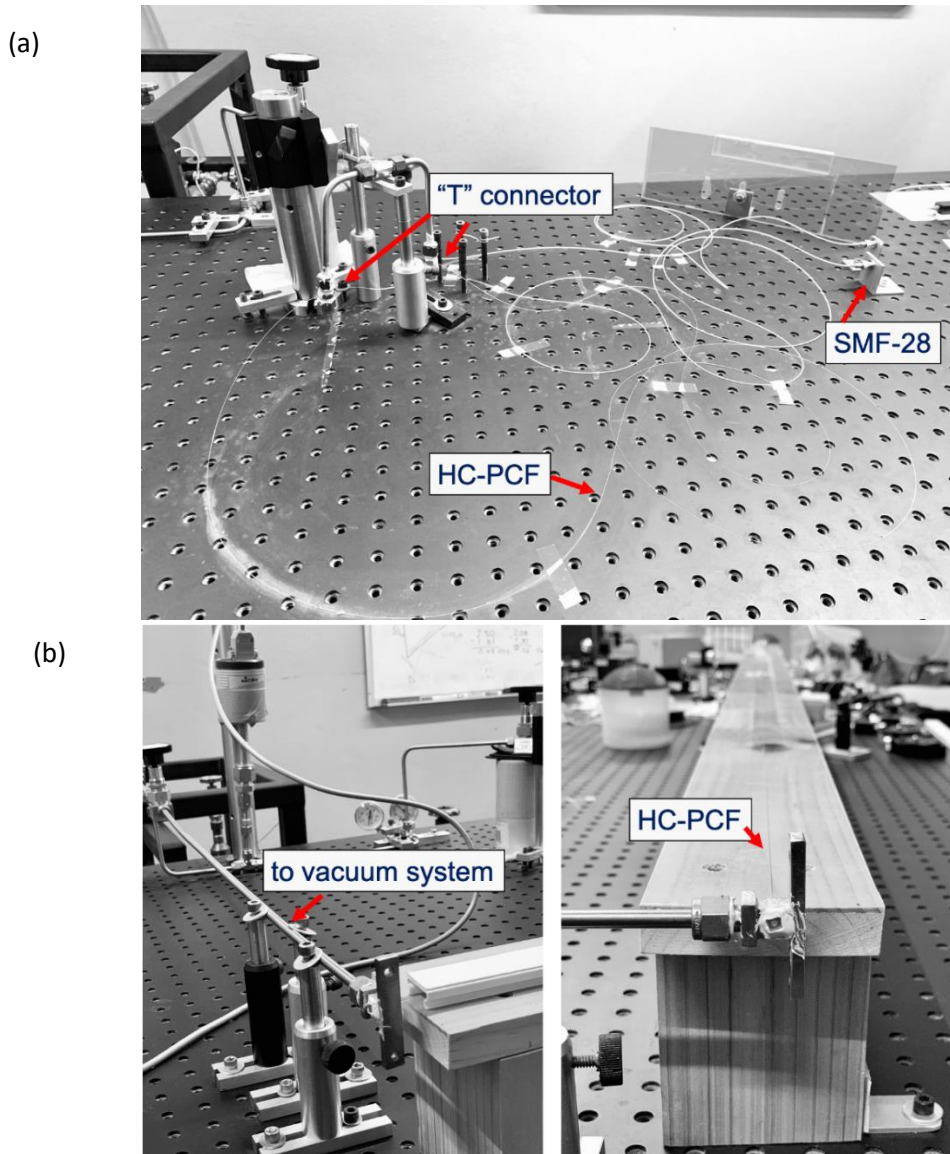 (a)
“T” connector
SMF-28
HC-PCF
(b)
to vacuum system
HC-PCF